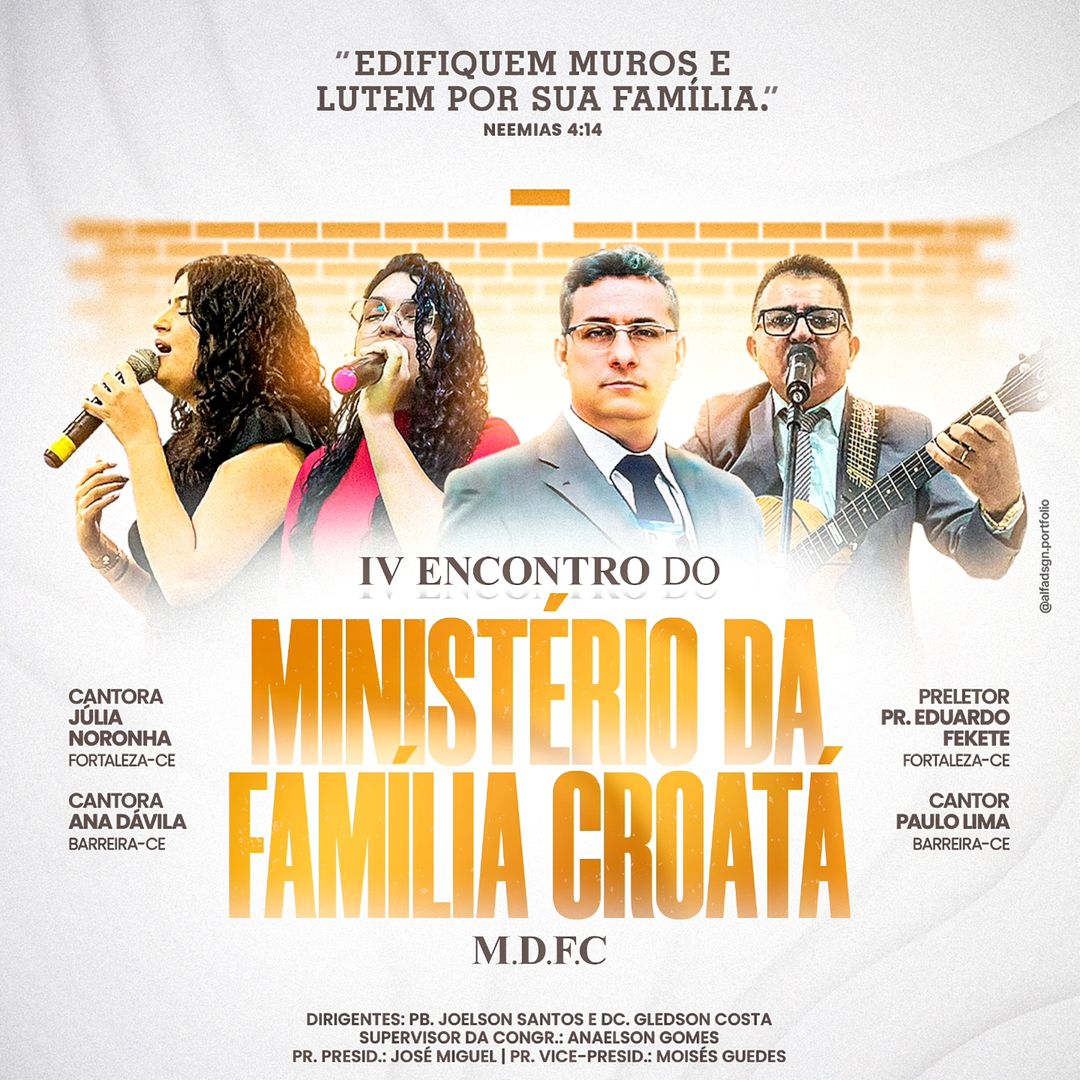 "EDIFIQUEM MUROS E
LUTEM POR SUA FAMÍLIA."
NEEMIAS 4:14
IV ENCONTRO DO
MINISTÉRIO DA
FAMÍLIA CROATÁ
M.D.F.C
CANTORA
JÚLIA
NORONHA
FORTALEZA-CE
CANTORA
ANA DÁVILA
BARREIRA-CE
PRELETOR
PR. EDUARDO
FEKETE
FORTALEZA-CE
CANTOR
PAULO LIMA
BARREIRA-CE
@alfadsgn.portfolio
DIRIGENTES: PB. JOELSON SANTOS E DC. GLEDSON COSTA
SUPERVISOR DA CONGR.: ANAELSON GOMES
PR. PRESID.: JOSÉ MIGUEL | PR. VICE-PRESID.: MOISÉS GUEDES